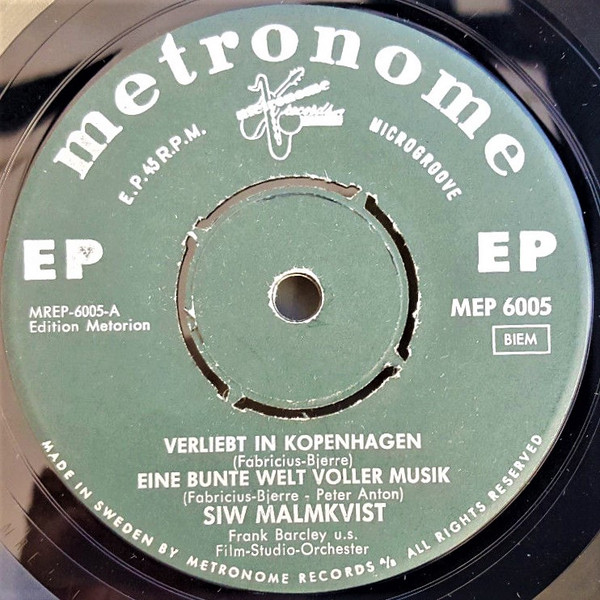 metronome
metronome
records
E.P. 45 R.P.M.
MICROGROOVE
EP
EP
MREP-6005-A
Edition Metorion
MEP 6005
BIEM
VERLIEBT IN KOPENHAGEN
(Fabricius-Bjerre)
EINE BUNTE WELT VOLLER MUSIK
(Fabricius-Bjerre - Peter Anton)
SIW MALMKVIST
Frank Barcley u.s.
Film-Studio-Orchester
MADE IN SWEDEN BY METRONOME RECORDS A/S ALL RIGHTS RESERVED